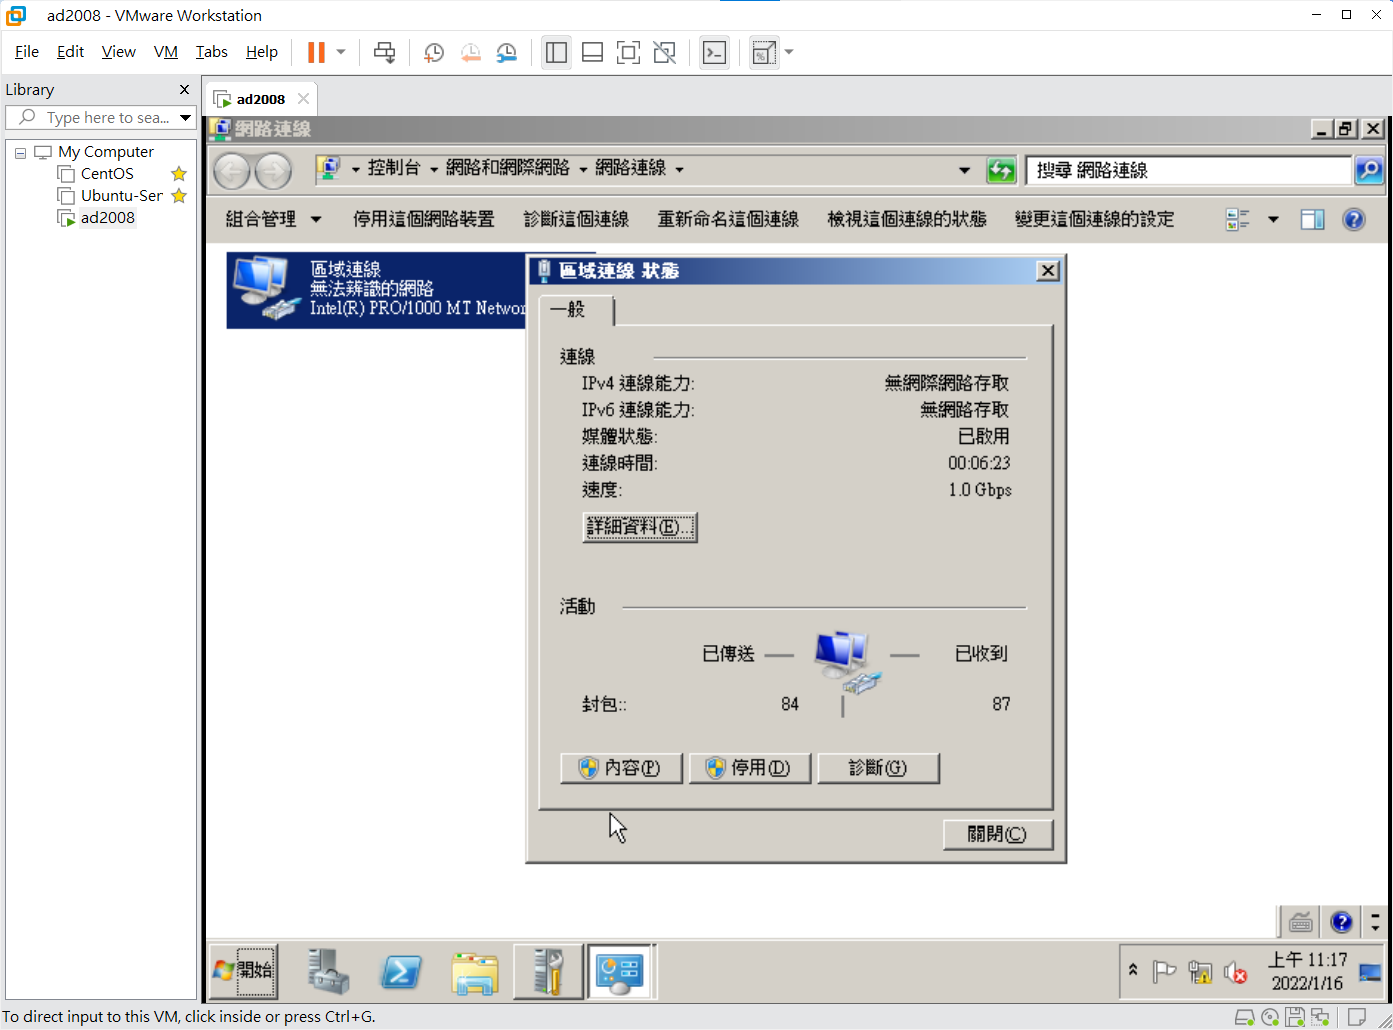 ad2008 - VMware Workstation
File Edit View VM Tabs Help
Library
Type here to sea...
My Computer
CentOS
Ubuntu-Ser
ad2008
ad2008
網路連線
控制台 網路和網際網路 網路連線
搜尋 網路連線
組合管理 停用這個網路裝置 診斷這個連線 重新命名這個連線 檢視這個連線的狀態 變更這個連線的設定
區域連線
無法辨識的網路
Intel(R) PRO/1000 MT Networ
區域連線 狀態
一般
連線
IPv4 連線能力: 無網際網路存取
IPv6 連線能力: 無網路存取
媒體狀態: 已啟用
連線時間: 00:06:23
速度: 1.0 Gbps
詳細資料(E)...
活動
已傳送 已收到
封包:: 84 87
內容(P) 停用(D) 診斷(G)
關閉(C)
開始
上午 11:17
2022/1/16
To direct input to this VM, click inside or press Ctrl+G.